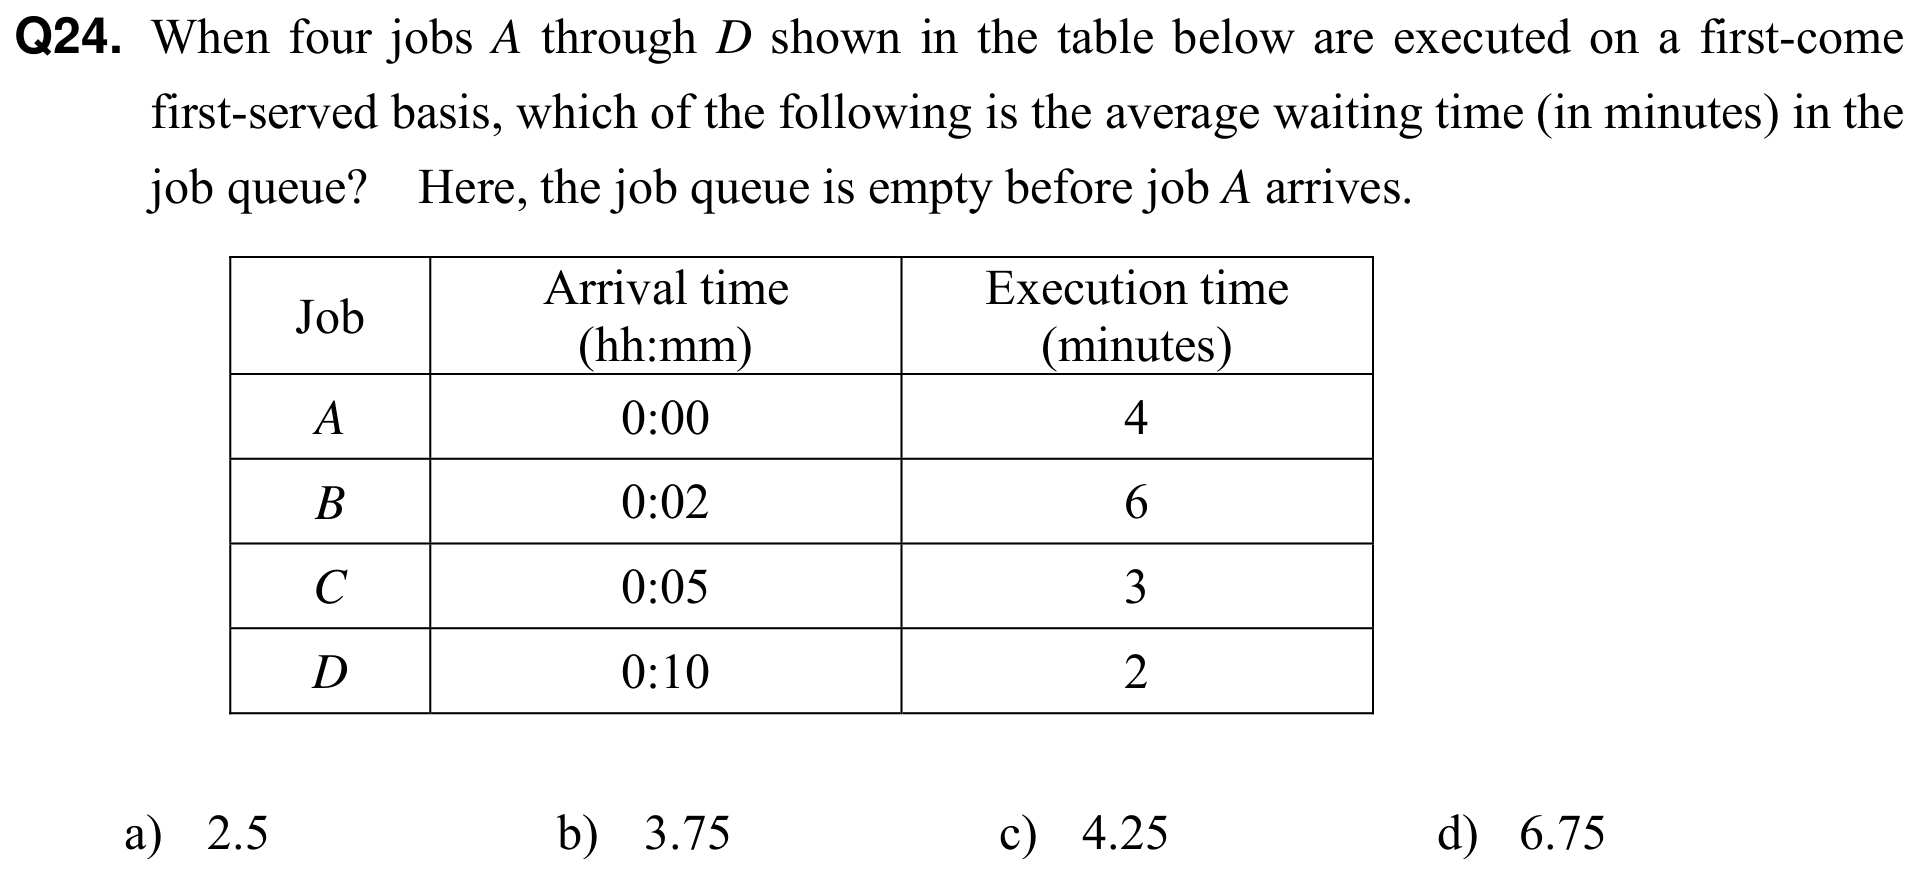 Q24. When four jobs A through D shown in the table below are executed on a first-come
first-served basis, which of the following is the average waiting time (in minutes) in the
job queue? Here, the job queue is empty before job A arrives.
Job Arrival time (hh:mm) Execution time (minutes)
A 0:00 4
B 0:02 6
C 0:05 3
D 0:10 2
a) 2.5 b) 3.75 c) 4.25 d) 6.75